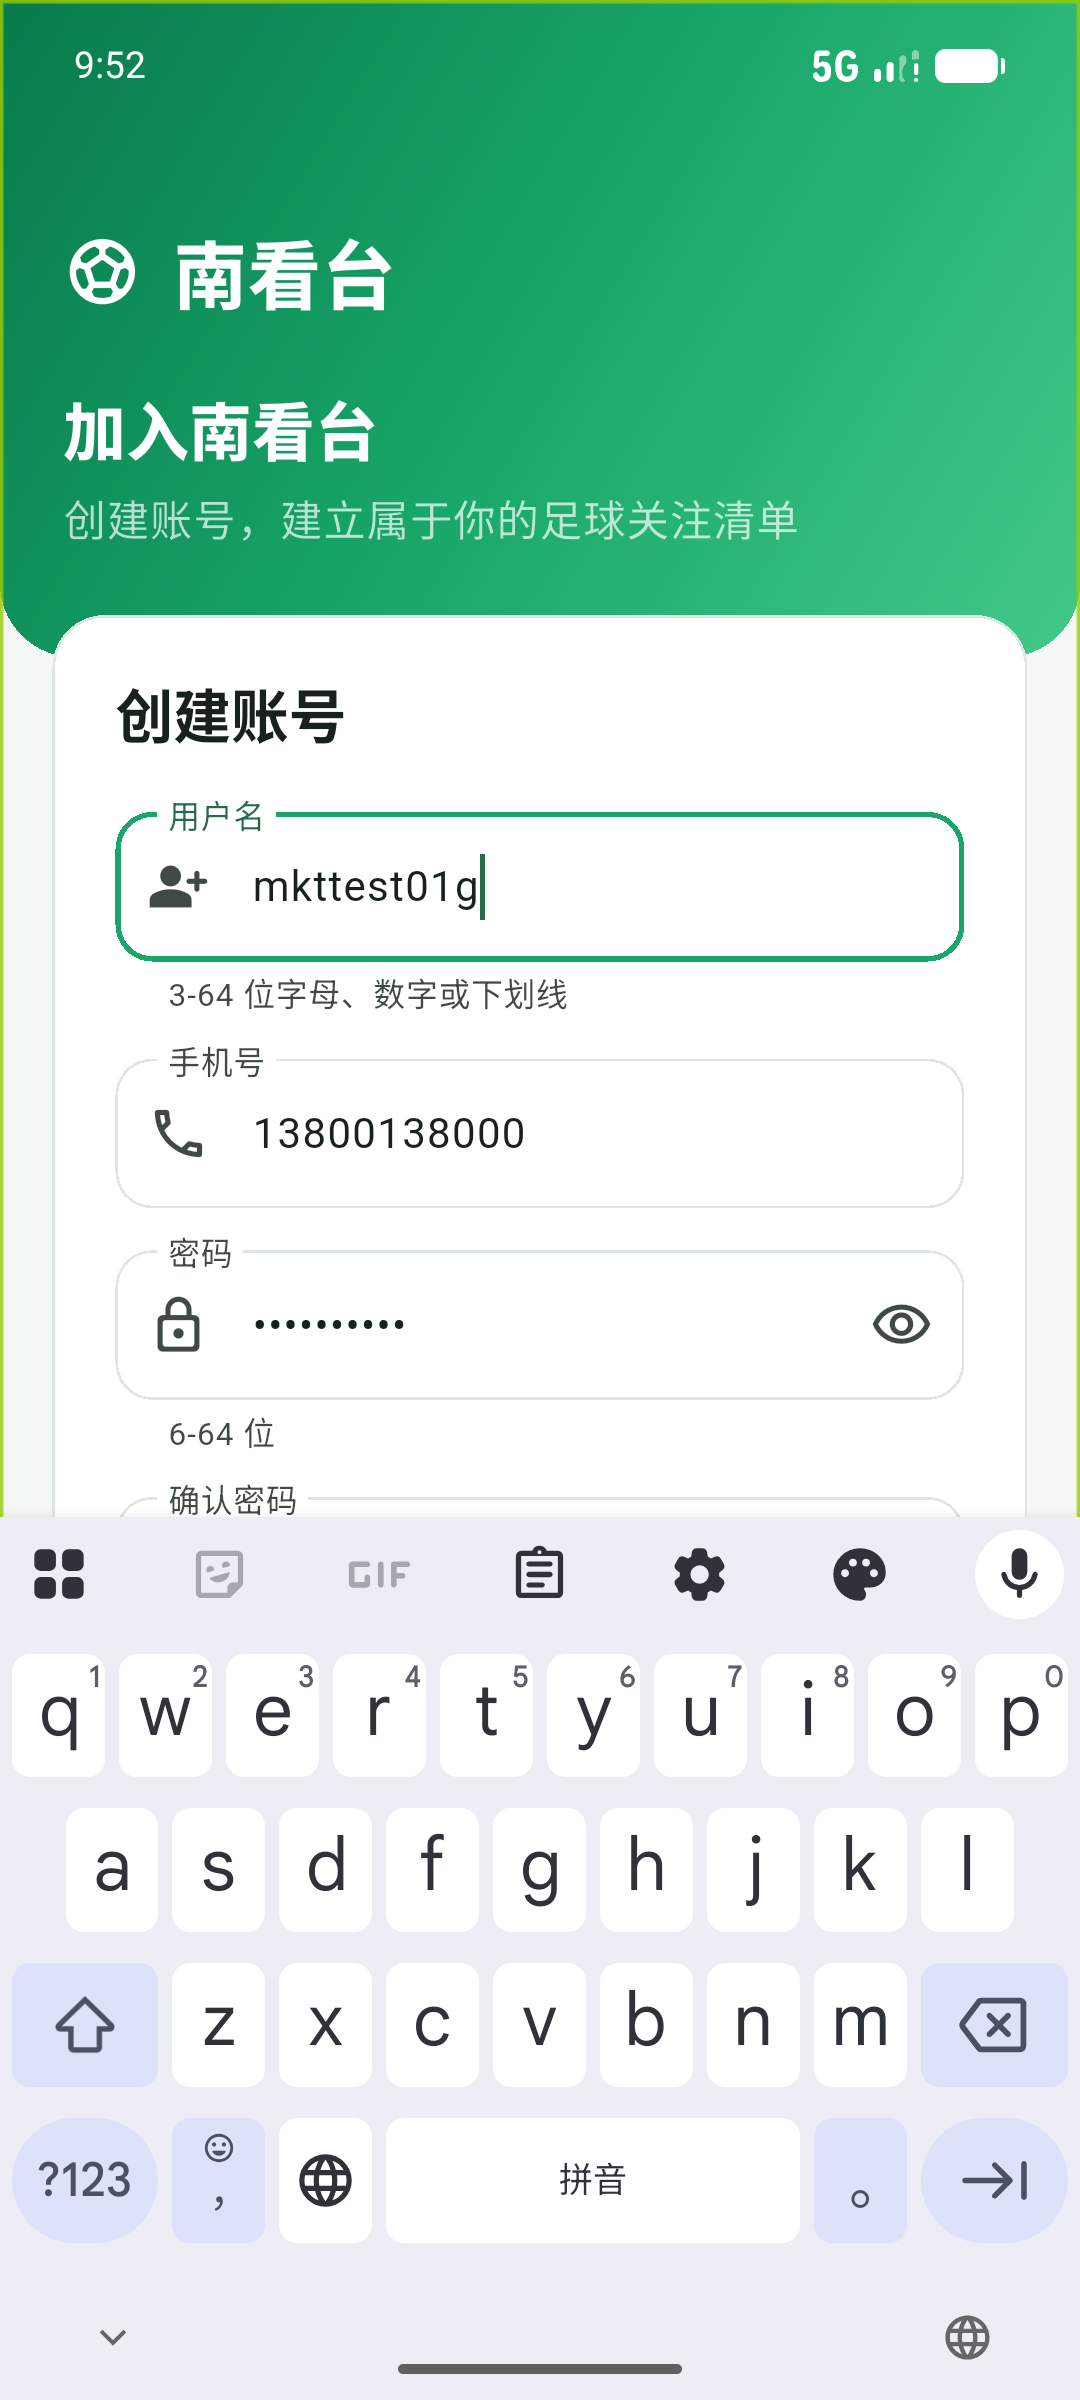 9:52
5G
南看台
加入南看台
创建账号，建立属于你的足球关注清单
创建账号
用户名
mkttest01g
3-64 位字母、数字或下划线
手机号
13800138000
密码
••••••••••
6-64 位
确认密码
GIF
q1 w2 e3 r4 t5 y6 u7 i8 o9 p0
a s d f g h j k l
z x c v b n m
?123 ， 拼音 。